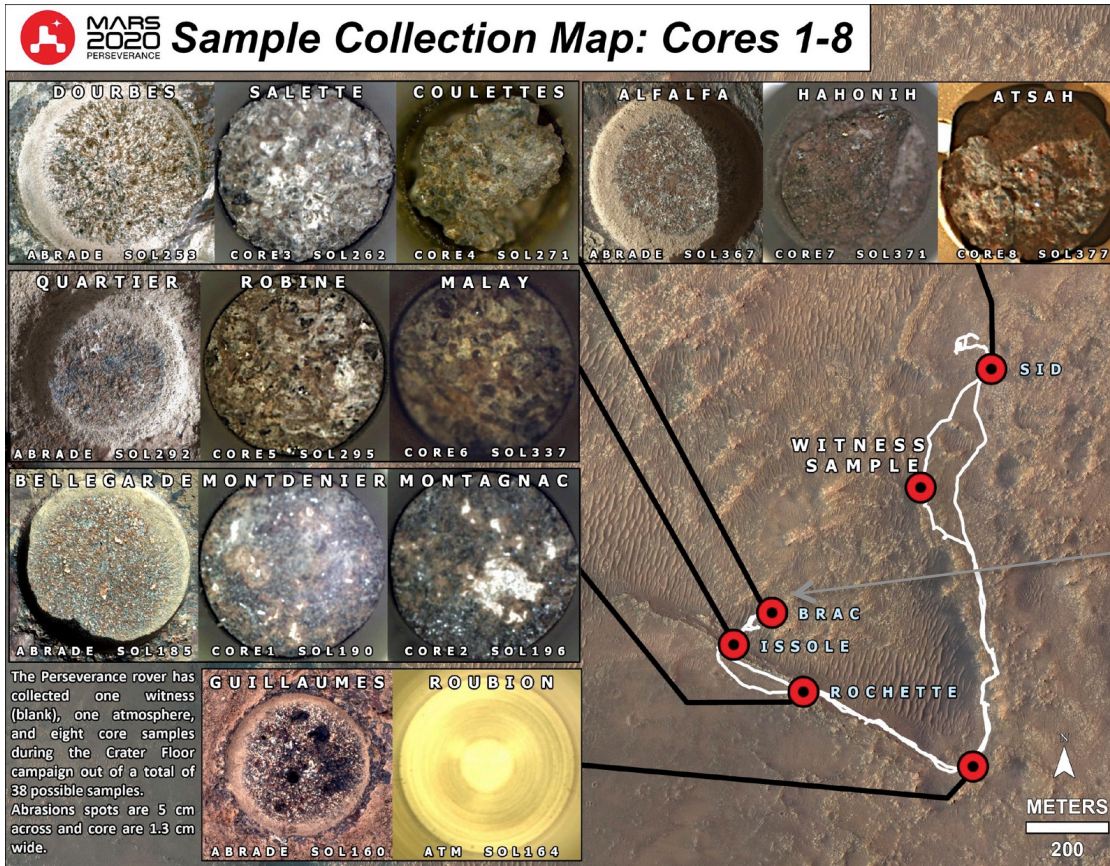 MARS
2020
PERSEVERANCE
Sample Collection Map: Cores 1-8
DOURBES
ABRADE SOL253
SALETTE
CORE3 SOL262
COULETTES
CORE4 SOL271
ALFALFA
ABRADE SOL367
HAHONIH
CORE7 SOL371
ATSAH
CORE8 SOL377
QUARTIER
ABRADE SOL292
ROBINE
CORE5 SOL295
MALAY
CORE6 SOL337
BELLEGARDE
ABRADE SOL185
MONTDENIER
CORE1 SOL190
MONTAGNAC
CORE2 SOL196
The Perseverance rover has
collected one witness
(blank), one atmosphere,
and eight core samples
during the Crater Floor
campaign out of a total of
38 possible samples.
Abrasions spots are 5 cm
across and core are 1.3 cm
wide.
GUILLAUMES
ABRADE SOL160
ROUBION
ATM SOL164
SID
WITNESS
SAMPLE
BRAC
ISSOLE
ROCHETTE
N
METERS
200